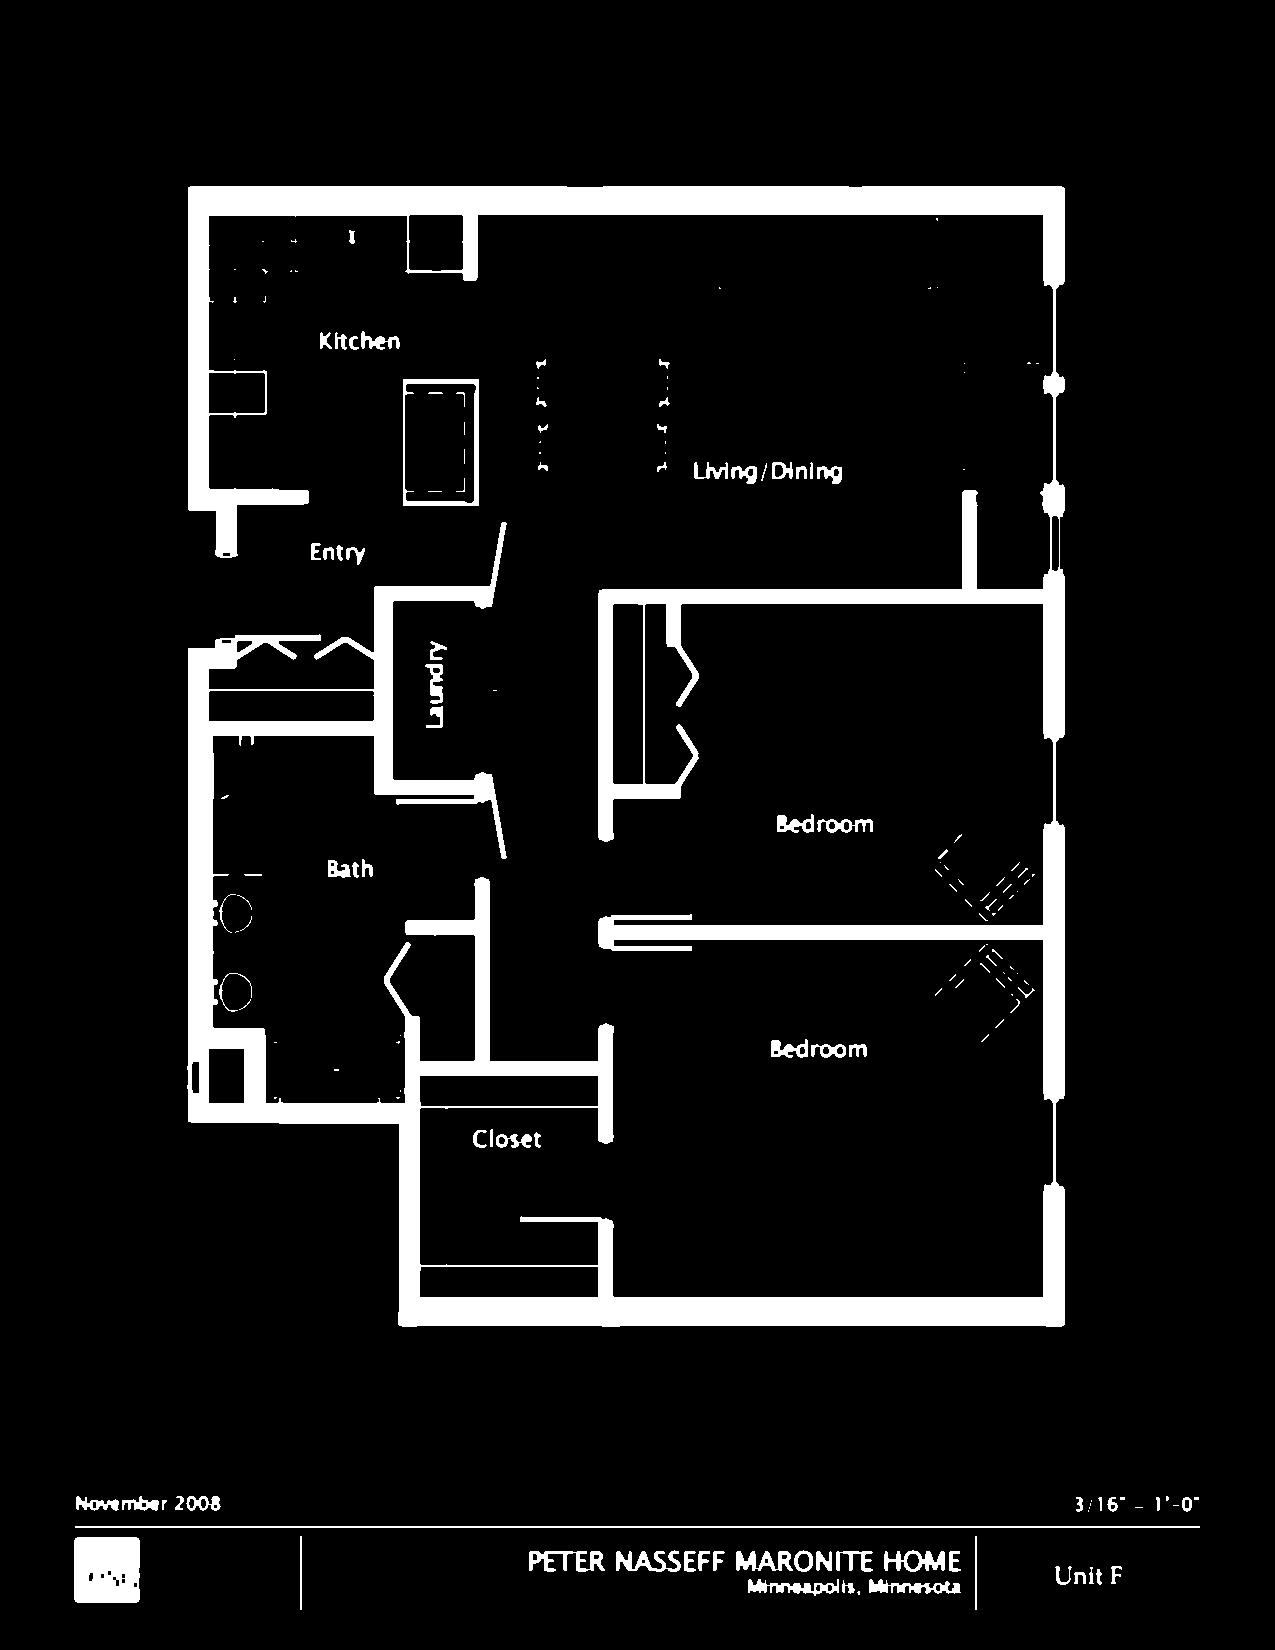 Kitchen
Living/Dining
Entry
Laundry
Bedroom
Bath
Bedroom
Closet
November 2008
3/16" - 1'-0"
PETER NASSEFF MARONITE HOME
Minneapolis, Minnesota
Unit F